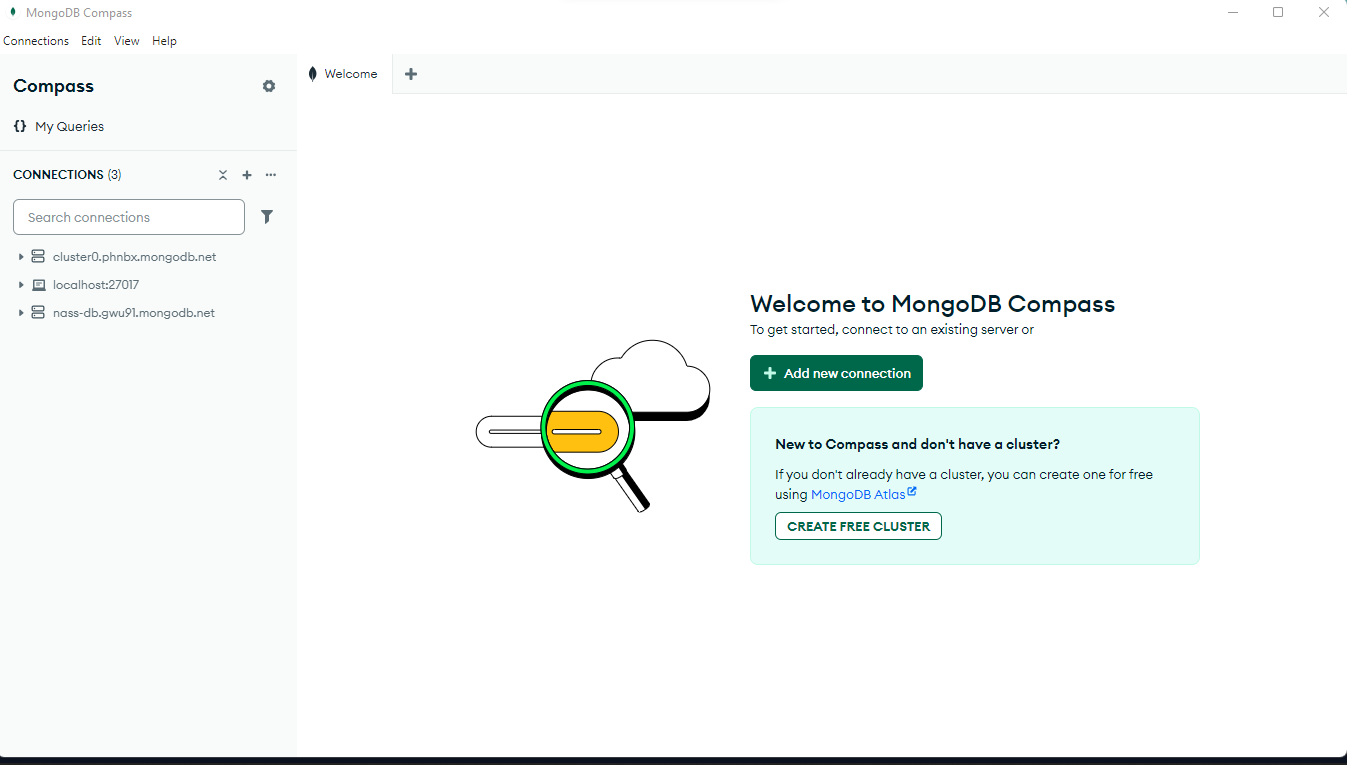 MongoDB Compass
Connections Edit View Help
Compass
My Queries
CONNECTIONS (3)
Search connections
cluster0.phnbx.mongodb.net
localhost:27017
nass-db.gwu91.mongodb.net
Welcome
Welcome to MongoDB Compass
To get started, connect to an existing server or
Add new connection
New to Compass and don't have a cluster?
If you don't already have a cluster, you can create one for free
using MongoDB Atlas
CREATE FREE CLUSTER